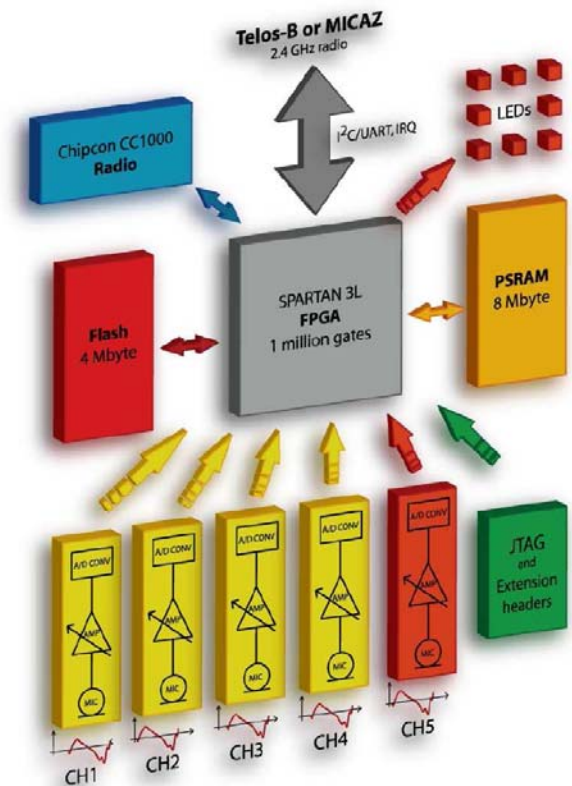 Telos-B or MICAZ
2.4 GHz radio
I²C/UART, IRQ
LEDs
Chipcon CC1000
Radio
SPARTAN 3L
FPGA
1 million gates
PSRAM
8 Mbyte
Flash
4 Mbyte
A/D CONV
AMP
MIC
CH1
A/D CONV
AMP
MIC
CH2
A/D CONV
AMP
MIC
CH3
A/D CONV
AMP
MIC
CH4
A/D CONV
AMP
MIC
CH5
JTAG
and
Extension
headers